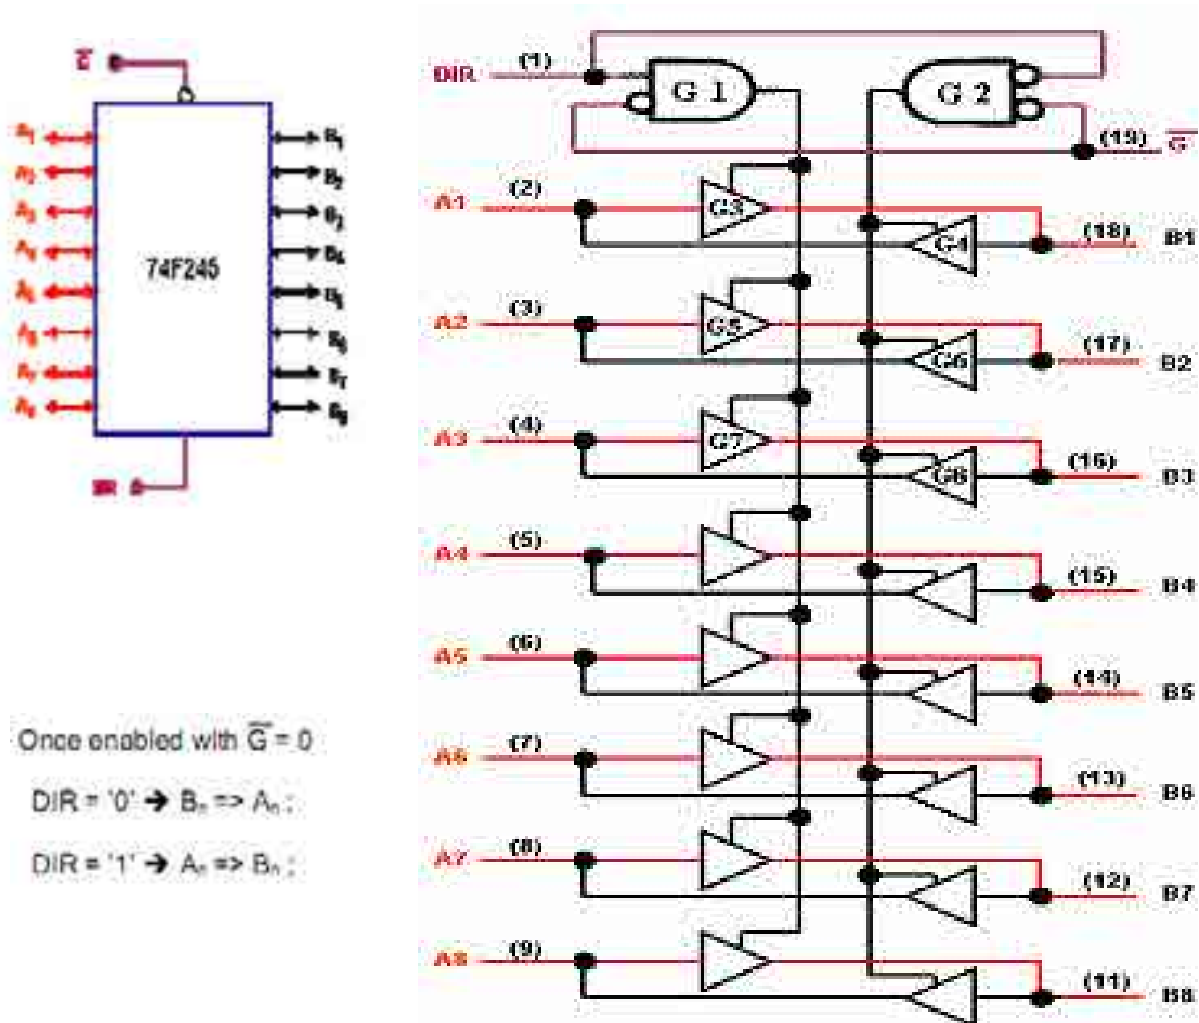 G̅
A1 B1
A2 B2
A3 B3
A4 B4
A5 B5
A6 B6
A7 B7
A8 B8
74F245
DIR
Once enabled with G̅ = 0
DIR = '0' → Bn => An ;
DIR = '1' → An => Bn ;
DIR (1) G 1 G 2
(19) G̅
A1 (2) G3 G4 (18) B1
A2 (3) G5 G6 (17) B2
A3 (4) G7 G8 (16) B3
A4 (5) (15) B4
A5 (6) (14) B5
A6 (7) (13) B6
A7 (8) (12) B7
A8 (9) (11) B8